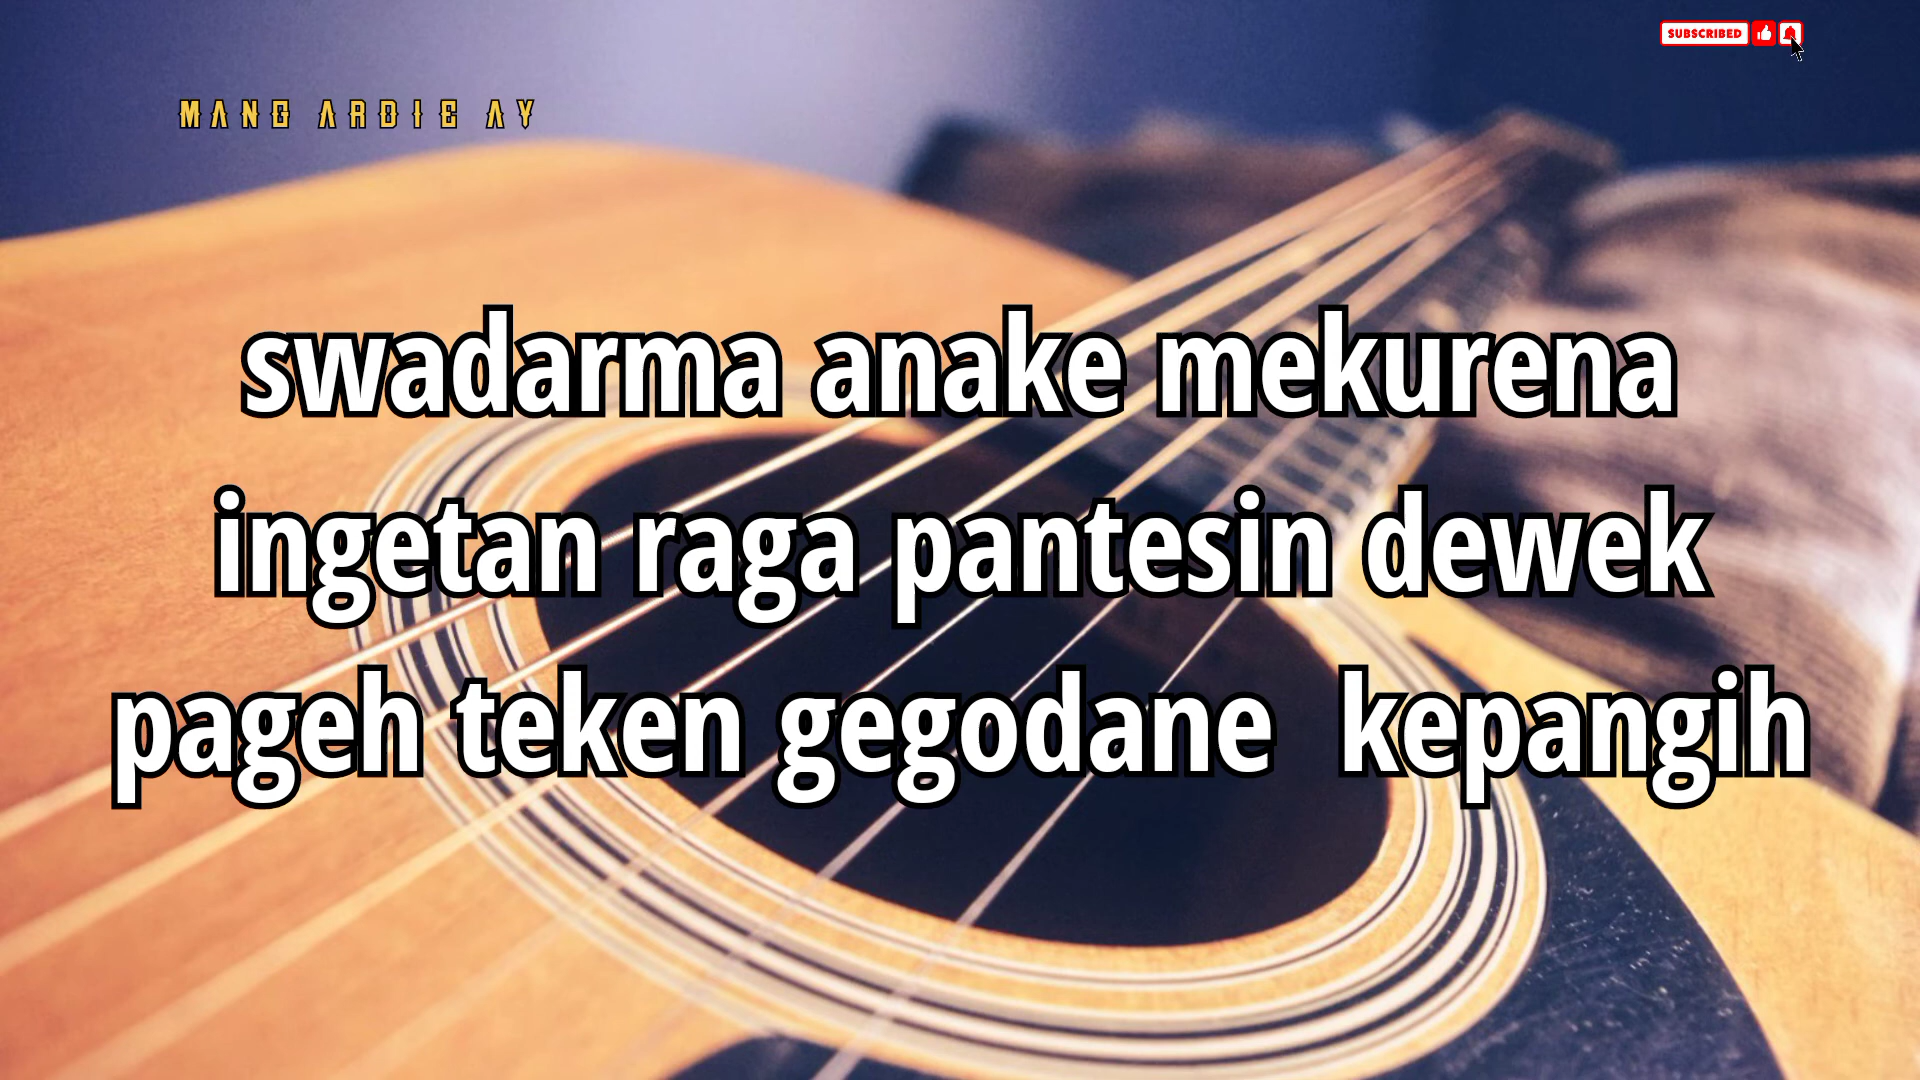 SUBSCRIBED
MANG ARDIE AY
swadarma anake mekurena
ingetan raga pantesin dewek
pageh teken gegodane kepangih